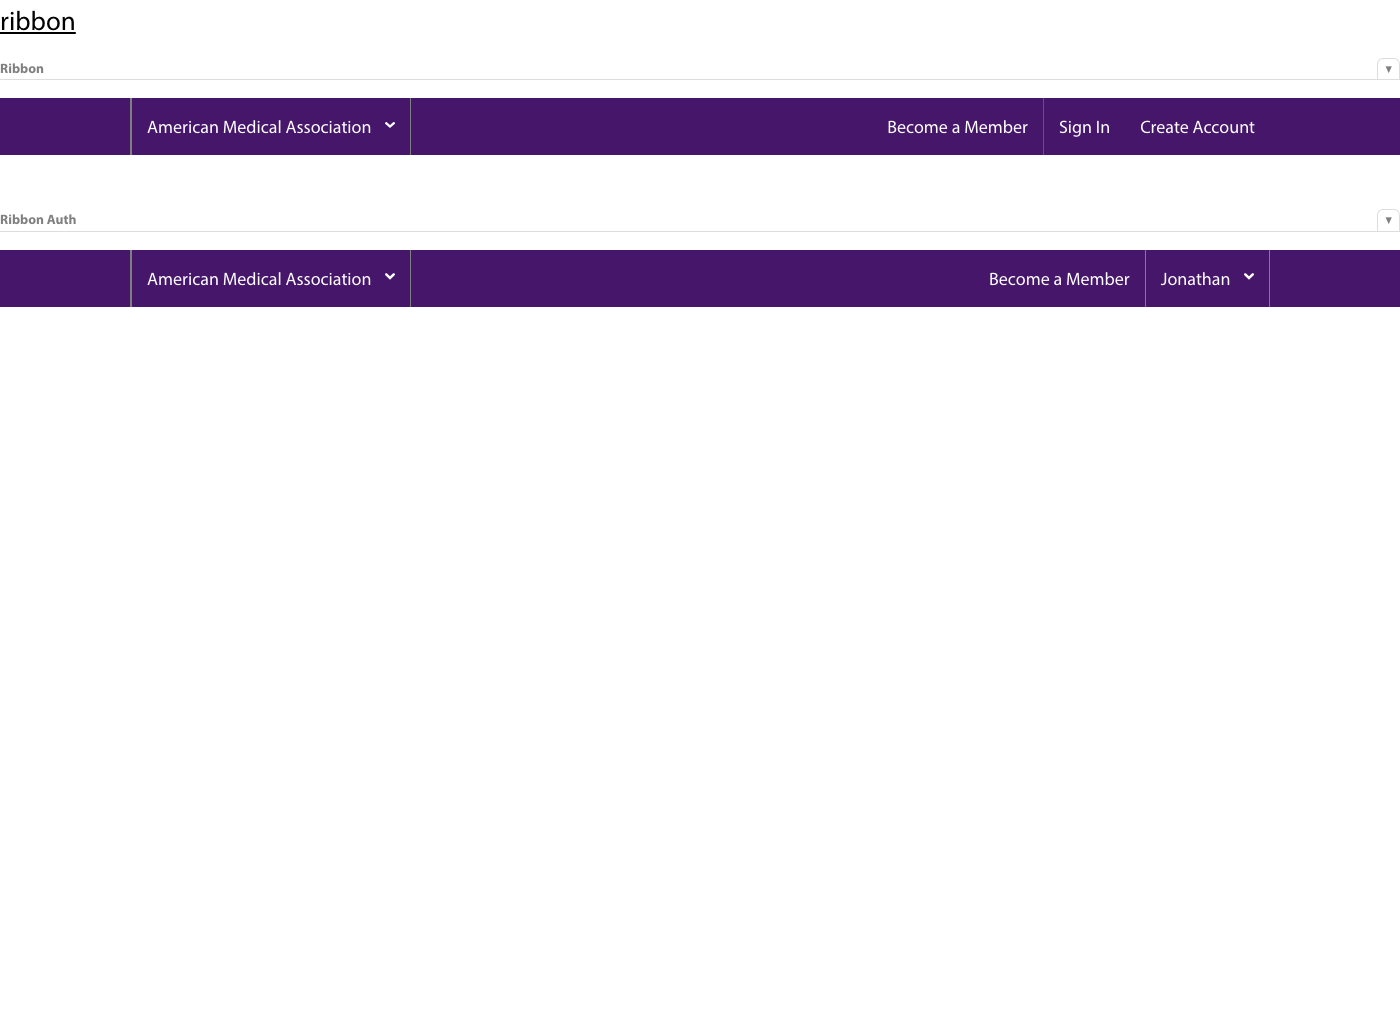 ribbon
Ribbon
▼
American Medical Association Become a Member Sign In Create Account
Ribbon Auth
▼
American Medical Association Become a Member Jonathan